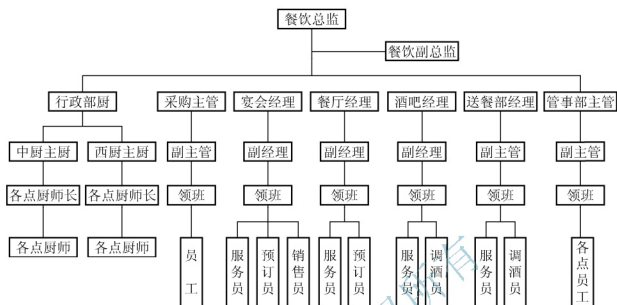 餐饮总监
餐饮副总监
行政部厨
采购主管
宴会经理
餐厅经理
酒吧经理
送餐部经理
管事部主管
中厨主厨
西厨主厨
副主管
副经理
副经理
副经理
副主管
副主管
各点厨师长
各点厨师长
领班
领班
领班
领班
领班
领班
各点厨师
各点厨师
员工
服务员
预订员
销售员
服务员
预订员
服务员
调酒员
服务员
调酒员
各点员工
所有